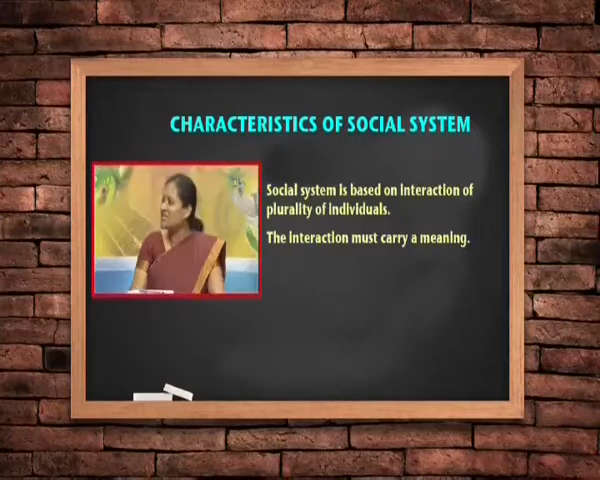 CHARACTERISTICS OF SOCIAL SYSTEM
Social system is based on interaction of
plurality of individuals.
The interaction must carry a meaning.